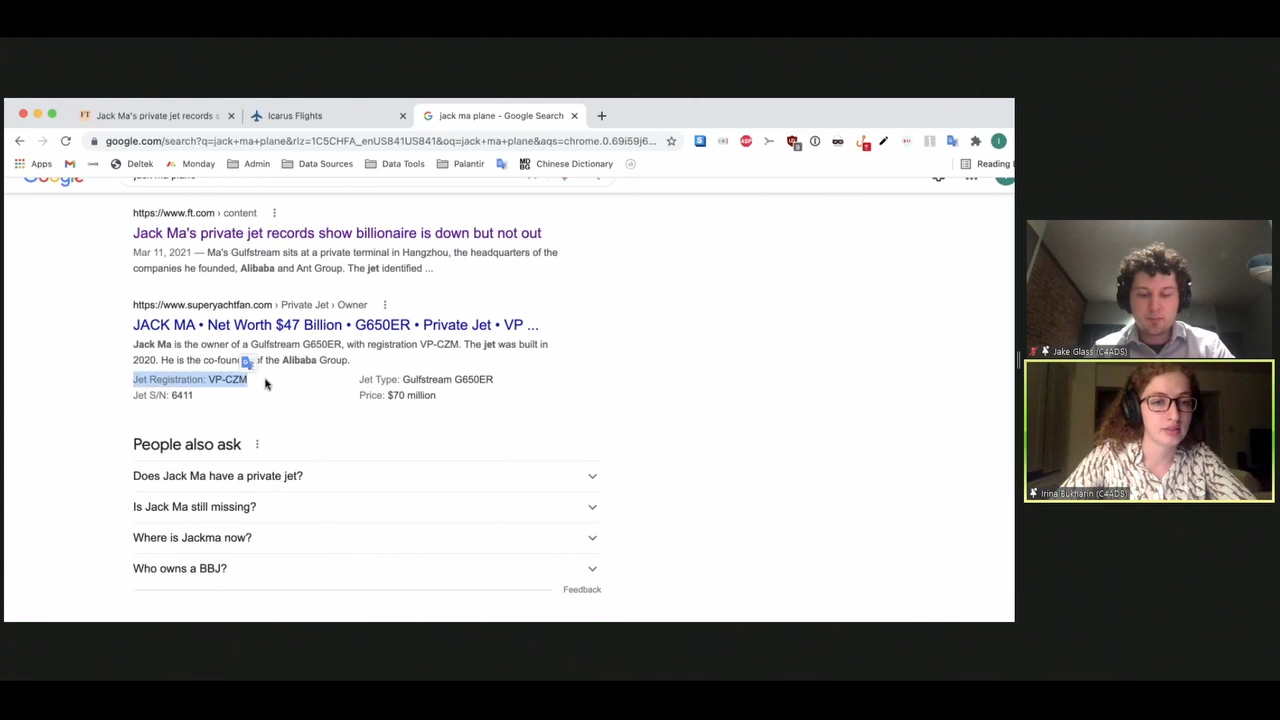 Jack Ma's private jet records s
Icarus Flights
jack ma plane - Google Search
google.com/search?q=jack+ma+plane&rlz=1C5CHFA_enUS841US841&oq=jack+ma+plane&aqs=chrome.0.69i59j6...
Apps
Deltek
Monday
Admin
Data Sources
Data Tools
Palantir
Chinese Dictionary
Reading
https://www.ft.com › content
Jack Ma's private jet records show billionaire is down but not out
Mar 11, 2021 — Ma's Gulfstream sits at a private terminal in Hangzhou, the headquarters of the
companies he founded, Alibaba and Ant Group. The jet identified ...
https://www.superyachtfan.com › Private Jet › Owner
JACK MA • Net Worth $47 Billion • G650ER • Private Jet • VP ...
Jack Ma is the owner of a Gulfstream G650ER, with registration VP-CZM. The jet was built in
2020. He is the co-foun of the Alibaba Group.
Jet Registration: VP-CZM
Jet Type: Gulfstream G650ER
Jet S/N: 6411
Price: $70 million
People also ask
Does Jack Ma have a private jet?
Is Jack Ma still missing?
Where is Jackma now?
Who owns a BBJ?
Feedback
Jake Glass (C4ADS)
Irina Bukharin (C4ADS)